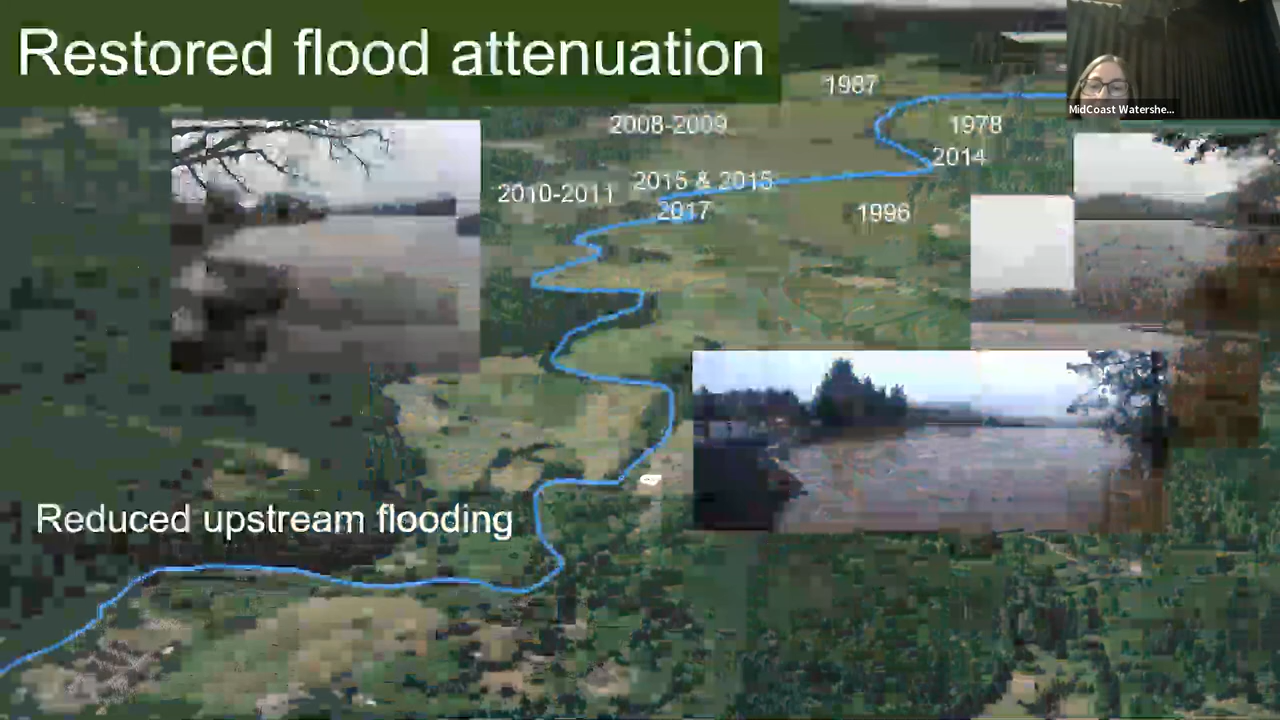 Restored flood attenuation
MidCoast Watershe...
1987
2008-2009
1978
2014
2015 & 2015
2010-2011
2017
1996
Reduced upstream flooding